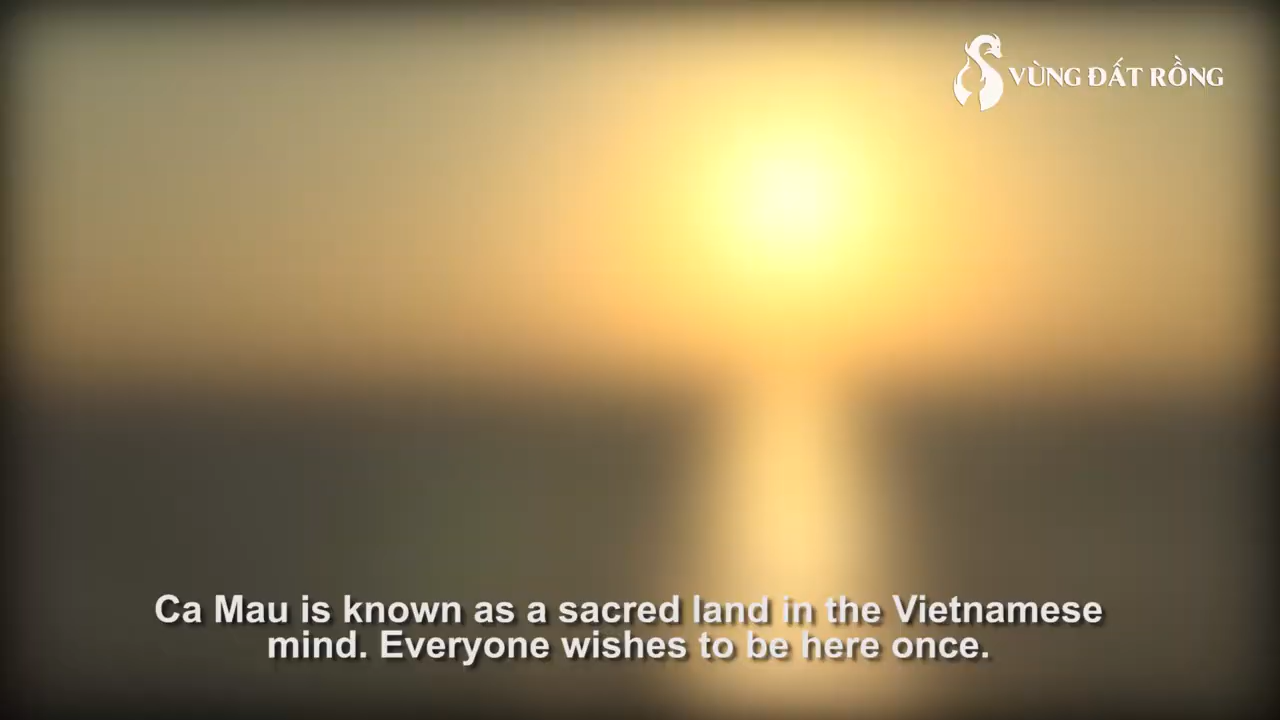 VÙNG ĐẤT RỒNG
Ca Mau is known as a sacred land in the Vietnamese
mind. Everyone wishes to be here once.